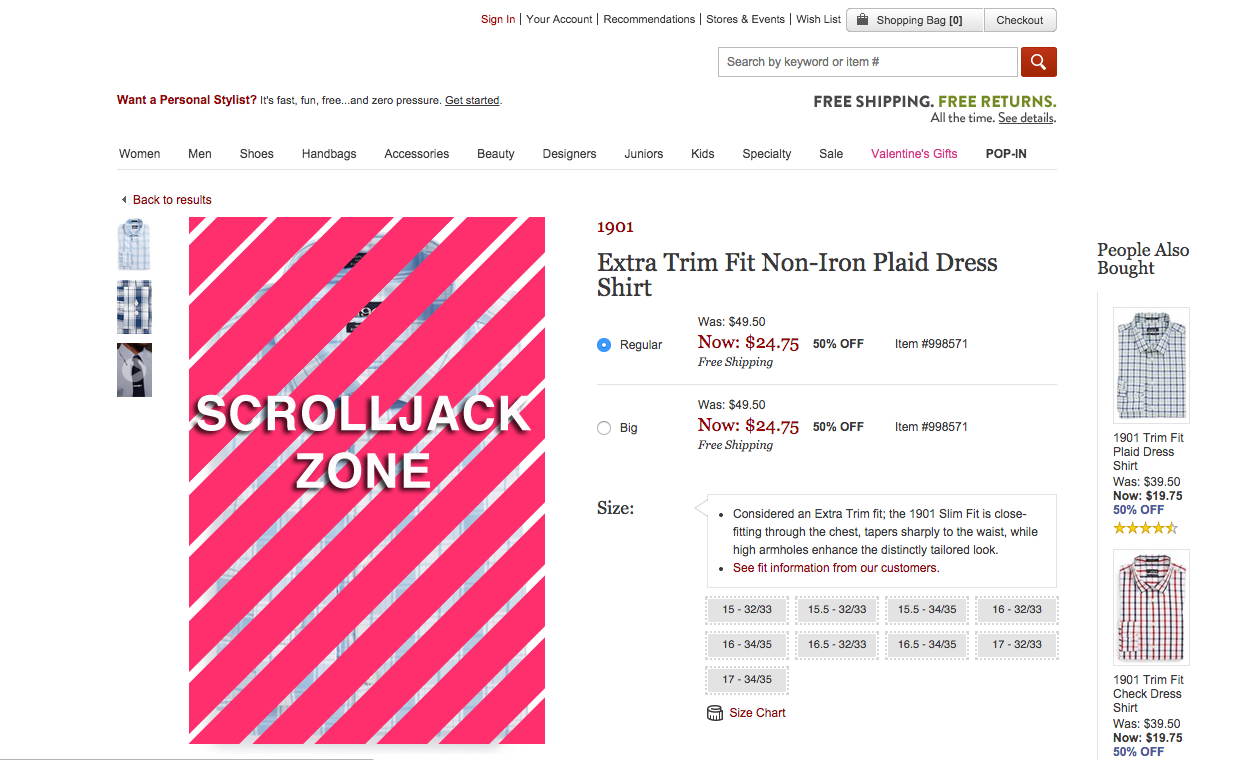 Sign In | Your Account | Recommendations | Stores & Events | Wish List Shopping Bag [0] Checkout
Search by keyword or item #
Want a Personal Stylist? It's fast, fun, free...and zero pressure. Get started.
FREE SHIPPING. FREE RETURNS.
All the time. See details.
Women Men Shoes Handbags Accessories Beauty Designers Juniors Kids Specialty Sale Valentine's Gifts POP-IN
Back to results
SCROLLJACK
ZONE
1901
Extra Trim Fit Non-Iron Plaid Dress
Shirt
Was: $49.50
Regular Now: $24.75 50% OFF Item #998571
Free Shipping
Was: $49.50
Big Now: $24.75 50% OFF Item #998571
Free Shipping
Size:
• Considered an Extra Trim fit; the 1901 Slim Fit is close-
fitting through the chest, tapers sharply to the waist, while
high armholes enhance the distinctly tailored look.
• See fit information from our customers.
15 - 32/33 15.5 - 32/33 15.5 - 34/35 16 - 32/33
16 - 34/35 16.5 - 32/33 16.5 - 34/35 17 - 32/33
17 - 34/35
Size Chart
People Also
Bought
1901 Trim Fit
Plaid Dress
Shirt
Was: $39.50
Now: $19.75
50% OFF
1901 Trim Fit
Check Dress
Shirt
Was: $39.50
Now: $19.75
50% OFF